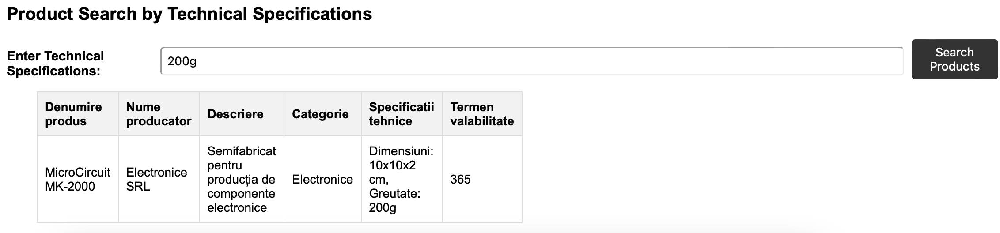 Product Search by Technical Specifications
Enter Technical
Specifications:
200g
Search
Products
Denumire
produs
Nume
producator
Descriere
Categorie
Specificatii
tehnice
Termen
valabilitate
MicroCircuit
MK-2000
Electronice
SRL
Semifabricat
pentru
producția de
componente
electronice
Electronice
Dimensiuni:
10x10x2
cm,
Greutate:
200g
365